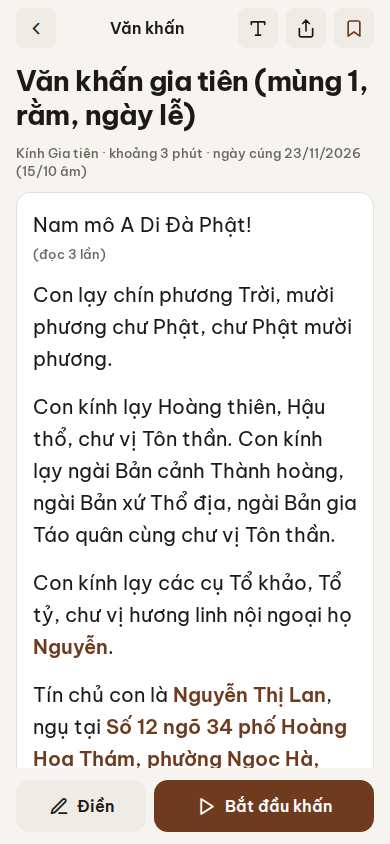 Văn khấn
Văn khấn gia tiên (mùng 1,
rằm, ngày lễ)
Kính Gia tiên · khoảng 3 phút · ngày cúng 23/11/2026
(15/10 âm)
Nam mô A Di Đà Phật!
(đọc 3 lần)
Con lạy chín phương Trời, mười
phương chư Phật, chư Phật mười
phương.
Con kính lạy Hoàng thiên, Hậu
thổ, chư vị Tôn thần. Con kính
lạy ngài Bản cảnh Thành hoàng,
ngài Bản xứ Thổ địa, ngài Bản gia
Táo quân cùng chư vị Tôn thần.
Con kính lạy các cụ Tổ khảo, Tổ
tỷ, chư vị hương linh nội ngoại họ
Nguyễn.
Tín chủ con là Nguyễn Thị Lan,
ngụ tại Số 12 ngõ 34 phố Hoàng
Hoa Thám, phường Ngọc Hà,
Điền
Bắt đầu khấn